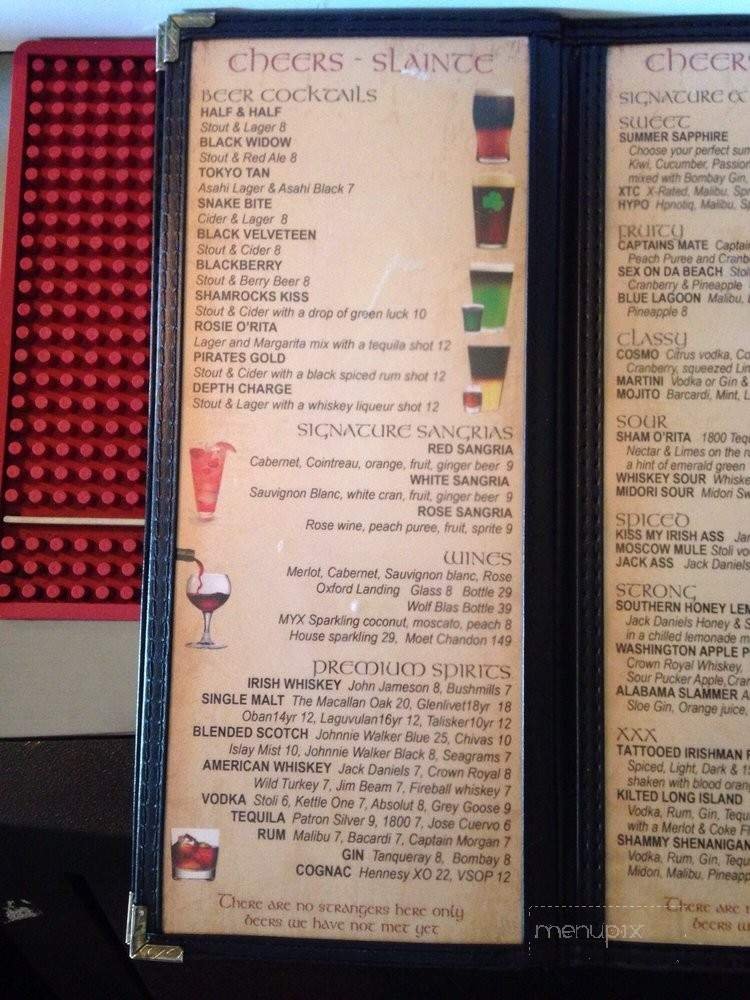 CHEERS - SLAINTE
BEER COCKTAILS
HALF & HALF
Stout & Lager 8
BLACK WIDOW
Stout & Red Ale 8
TOKYO TAN
Asahi Lager & Asahi Black 7
SNAKE BITE
Cider & Lager 8
BLACK VELVETEEN
Stout & Cider 8
BLACKBERRY
Stout & Berry Beer 8
SHAMROCKS KISS
Stout & Cider with a drop of green luck 10
ROSIE O'RITA
Lager and Margarita mix with a tequila shot 12
PIRATES GOLD
Stout & Cider with a black spiced rum shot 12
DEPTH CHARGE
Stout & Lager with a whiskey liqueur shot 12
SIGNATURE SANGRIAS
RED SANGRIA
Cabernet, Cointreau, orange, fruit, ginger beer 9
WHITE SANGRIA
Sauvignon Blanc, white cran, fruit, ginger beer 9
ROSE SANGRIA
Rose wine, peach puree, fruit, sprite 9
WINES
Merlot, Cabernet, Sauvignon blanc, Rose
Oxford Landing Glass 8 Bottle 29
Wolf Blas Bottle 39
MYX Sparkling coconut, moscato, peach 8
House sparkling 29, Moet Chandon 149
PREMIUM SPIRITS
IRISH WHISKEY John Jameson 8, Bushmills 7
SINGLE MALT The Macallan Oak 20, Glenlivet18yr 18
Oban14yr 12, Laguvulan16yr 12, Talisker10yr 12
BLENDED SCOTCH Johnnie Walker Blue 25, Chivas 10
Islay Mist 10, Johnnie Walker Black 8, Seagrams 7
AMERICAN WHISKEY Jack Daniels 7, Crown Royal 8
Wild Turkey 7, Jim Beam 7, Fireball whiskey 7
VODKA Stoli 6, Kettle One 7, Absolut 8, Grey Goose 9
TEQUILA Patron Silver 9, 1800 7, Jose Cuervo 6
RUM Malibu 7, Bacardi 7, Captain Morgan 7
GIN Tanqueray 8, Bombay 8
COGNAC Hennesy XO 22, VSOP 12
There are no strangers here only
beers we have not met yet
CHEERS
SIGNATURE &
SWEET
SUMMER SAPPHIRE
Choose your perfect
Kiwi, Cucumber, Passion
mixed with Bombay Gin,
XTC X-Rated, Malibu,
HYPO Hpnotiq, Malibu,
FRUITY
CAPTAINS MATE
Peach Puree and
SEX ON DA BEACH
Cranberry & Pineapple
BLUE LAGOON Malibu,
Pineapple 8
CLASSY
COSMO Citrus vodka,
Cranberry, squeezed
MARTINI Vodka or Gin &
MOJITO Barcardi, Mint,
SOUR
SHAM O'RITA 1800
Nectar & Limes on the
a hint of emerald green
WHISKEY SOUR
MIDORI SOUR Midori
SPICED
KISS MY IRISH ASS
MOSCOW MULE Stoli
JACK ASS Jack Daniels
STRONG
SOUTHERN HONEY
Jack Daniels Honey &
in a chilled lemonade
WASHINGTON APPLE
Crown Royal Whiskey,
Sour Pucker Apple,
ALABAMA SLAMMER
Sloe Gin, Orange juice,
XXX
TATTOOED IRISHMAN
Spiced, Light, Dark &
shaken with blood
KILTED LONG ISLAND
Vodka, Rum, Gin,
with a Merlot & Coke
SHAMMY SHENANIGAN
Vodka, Rum, Gin,
Midori, Malibu,
There are
beers
menupix